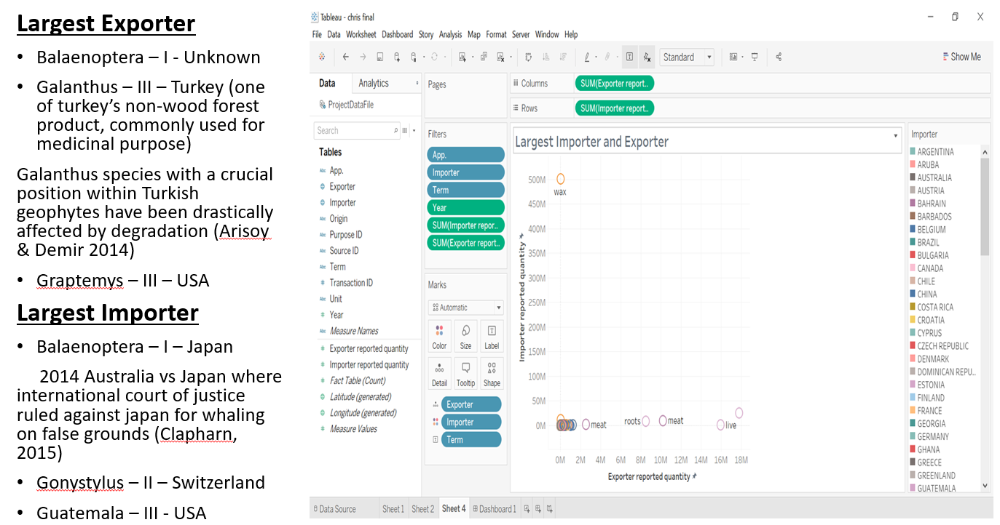 Largest Exporter
• Balaenoptera – I - Unknown
• Galanthus – III – Turkey (one
of turkey's non-wood forest
product, commonly used for
medicinal purpose)
Galanthus species with a crucial
position within Turkish
geophytes have been drastically
affected by degradation (Arisoy
& Demir 2014)
• Graptemys – III – USA
Largest Importer
• Balaenoptera – I – Japan
2014 Australia vs Japan where
international court of justice
ruled against japan for whaling
on false grounds (Clapharn,
2015)
• Gonystylus – II – Switzerland
• Guatemala – III - USA
Tableau - chris final
File Data Worksheet Dashboard Story Analysis Map Format Server Window Help
Standard
Show Me
Data Analytics
ProjectDataFile
Search
Tables
Abc App.
Exporter
Importer
Abc Origin
Abc Purpose ID
Abc Source ID
Abc Term
# Transaction ID
Abc Unit
# Year
Abc Measure Names
# Exporter reported quantity
# Importer reported quantity
# Fact Table (Count)
Latitude (generated)
Longitude (generated)
# Measure Values
Pages
Filters
App.
Importer
Term
Year
SUM(Importer repor..
SUM(Exporter report..
Marks
Automatic
Color Size Label
Detail Tooltip Shape
Exporter
Importer
Term
Columns SUM(Exporter report..
Rows SUM(Importer report..
Largest Importer and Exporter
Importer reported quantity
500M
450M
400M
350M
300M
250M
200M
150M
100M
50M
0M
wax
meat
roots
meat
live
0M 2M 4M 6M 8M 10M 12M 14M 16M 18M
Exporter reported quantity
Importer
ARGENTINA
ARUBA
AUSTRALIA
AUSTRIA
BAHRAIN
BARBADOS
BELGIUM
BRAZIL
BULGARIA
CANADA
CHILE
CHINA
COSTA RICA
CROATIA
CYPRUS
CZECH REPUBLIC
DENMARK
DOMINICAN REPU..
ESTONIA
FINLAND
FRANCE
GEORGIA
GERMANY
GHANA
GREECE
GREENLAND
GUATEMALA
Data Source Sheet 1 Sheet 2 Sheet 4 Dashboard 1